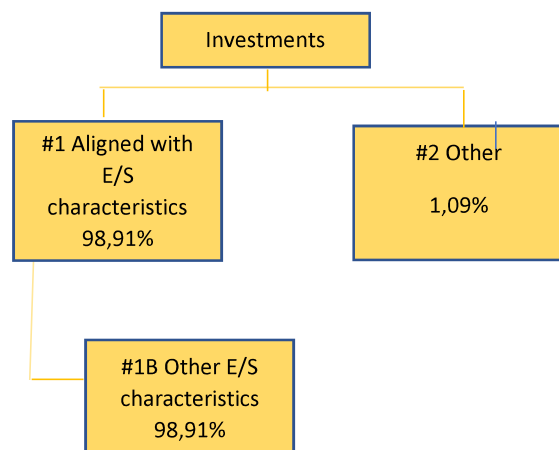 Investments
#1 Aligned with
E/S
characteristics
98,91%
#2 Other
1,09%
#1B Other E/S
characteristics
98,91%